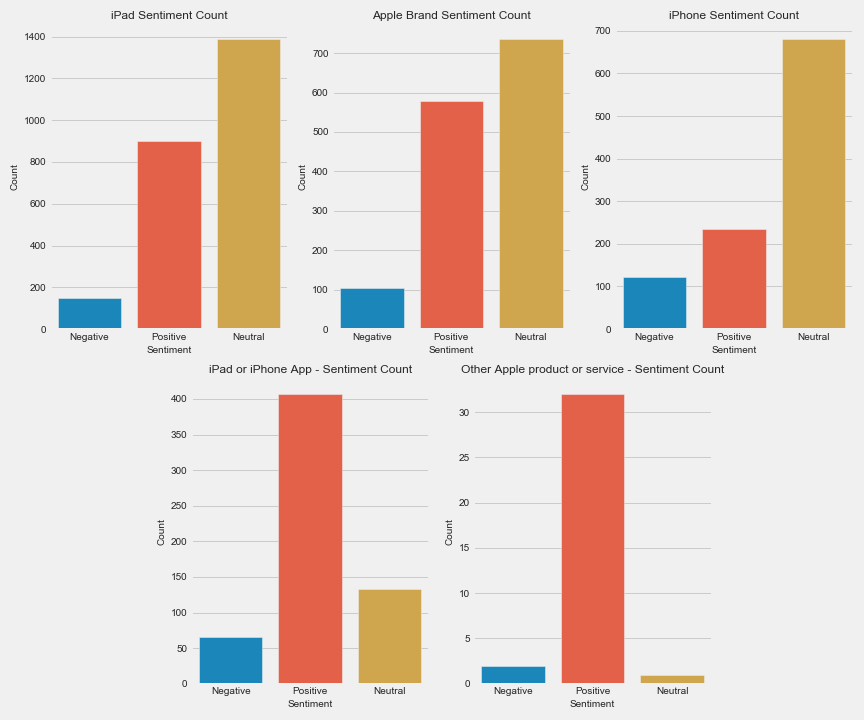 iPad Sentiment Count
1400
1200
1000
800
600
400
200
0
Count
Negative Positive Neutral
Sentiment
Apple Brand Sentiment Count
700
600
500
400
300
200
100
0
Count
Negative Positive Neutral
Sentiment
iPhone Sentiment Count
700
600
500
400
300
200
100
0
Count
Negative Positive Neutral
Sentiment
iPad or iPhone App - Sentiment Count
400
350
300
250
200
150
100
50
0
Count
Negative Positive Neutral
Sentiment
Other Apple product or service - Sentiment Count
30
25
20
15
10
5
0
Count
Negative Positive Neutral
Sentiment